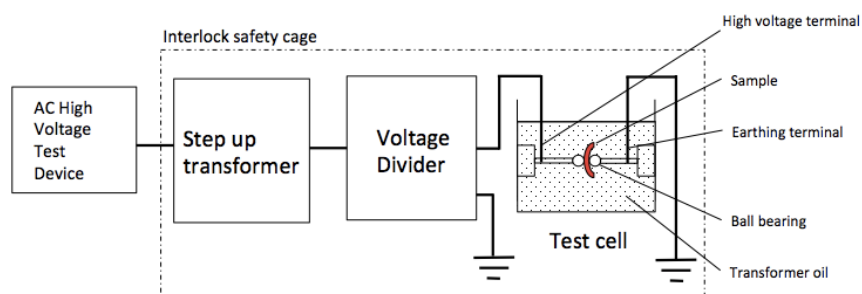 Interlock safety cage
High voltage terminal
AC High
Voltage
Test
Device
Step up
transformer
Voltage
Divider
Sample
Earthing terminal
Ball bearing
Test cell
Transformer oil